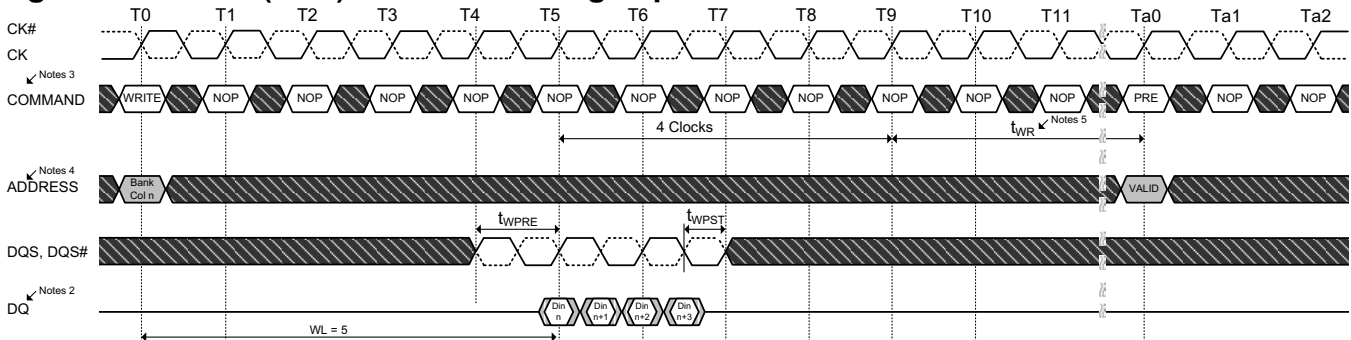 T0 T1 T2 T3 T4 T5 T6 T7 T8 T9 T10 T11 Ta0 Ta1 Ta2
CK#
CK
Notes 3
COMMAND WRITE NOP NOP NOP NOP NOP NOP NOP NOP NOP NOP NOP PRE NOP NOP
4 Clocks tWR Notes 5
Notes 4
ADDRESS Bank Col n VALID
tWPRE tWPST
DQS, DQS#
Notes 2
DQ Din n Din n+1 Din n+2 Din n+3
WL = 5